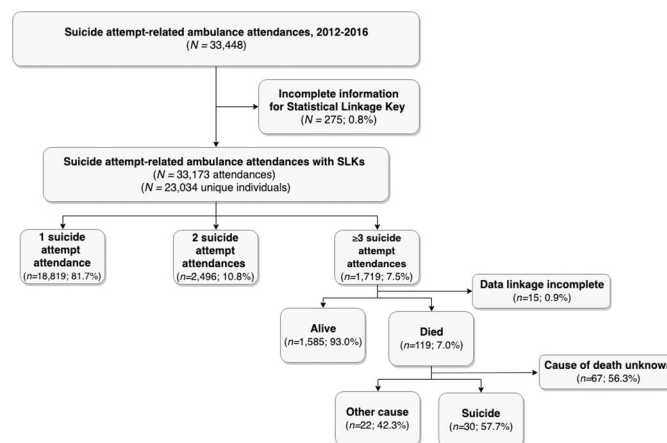 Suicide attempt-related ambulance attendances, 2012-2016
(N = 33,448)
Incomplete information
for Statistical Linkage Key
(N = 275; 0.8%)
Suicide attempt-related ambulance attendances with SLKs
(N = 33,173 attendances)
(N = 23,034 unique individuals)
1 suicide
attempt
attendance
(n=18,819; 81.7%)
2 suicide
attempt
attendances
(n=2,496; 10.8%)
≥3 suicide
attempt
attendances
(n=1,719; 7.5%)
Data linkage incomplete
(n=15; 0.9%)
Alive
(n=1,585; 93.0%)
Died
(n=119; 7.0%)
Cause of death unknown
(n=67; 56.3%)
Other cause
(n=22; 42.3%)
Suicide
(n=30; 57.7%)